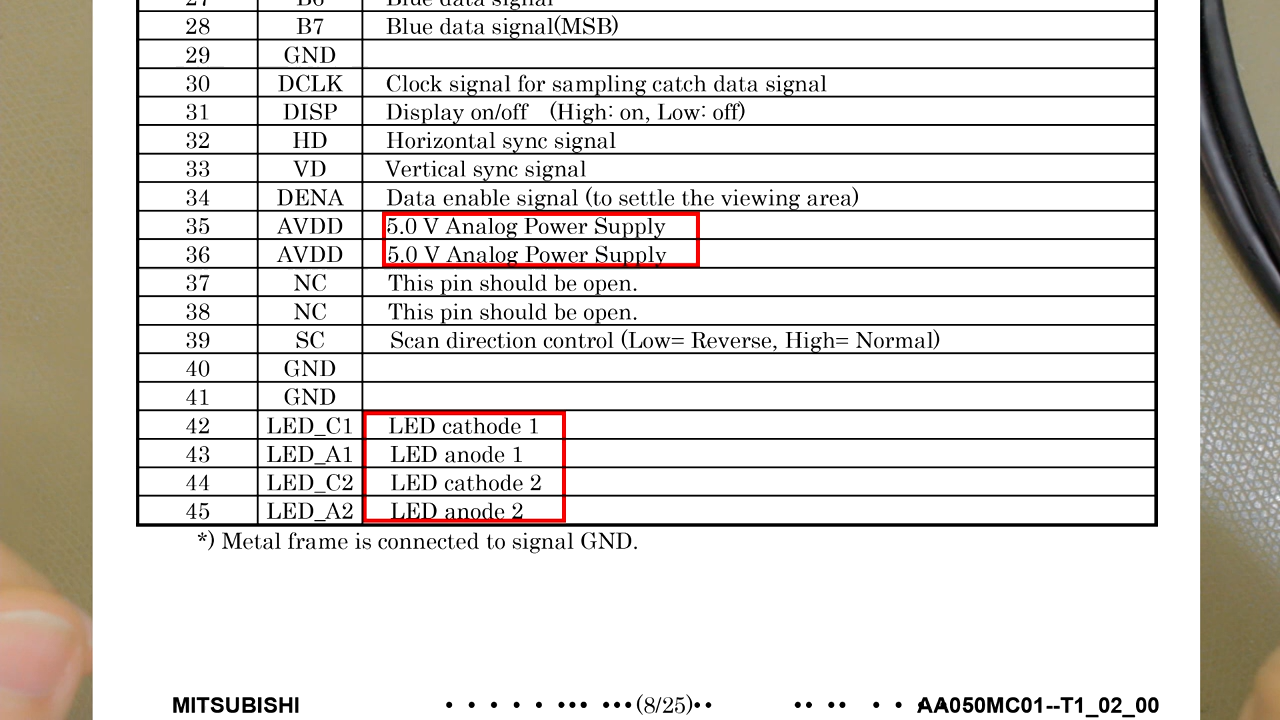 27 B6 Blue data signal
28 B7 Blue data signal(MSB)
29 GND
30 DCLK Clock signal for sampling catch data signal
31 DISP Display on/off (High: on, Low: off)
32 HD Horizontal sync signal
33 VD Vertical sync signal
34 DENA Data enable signal (to settle the viewing area)
35 AVDD 5.0 V Analog Power Supply
36 AVDD 5.0 V Analog Power Supply
37 NC This pin should be open.
38 NC This pin should be open.
39 SC Scan direction control (Low= Reverse, High= Normal)
40 GND
41 GND
42 LED_C1 LED cathode 1
43 LED_A1 LED anode 1
44 LED_C2 LED cathode 2
45 LED_A2 LED anode 2
*) Metal frame is connected to signal GND.
MITSUBISHI (8/25) AA050MC01--T1_02_00